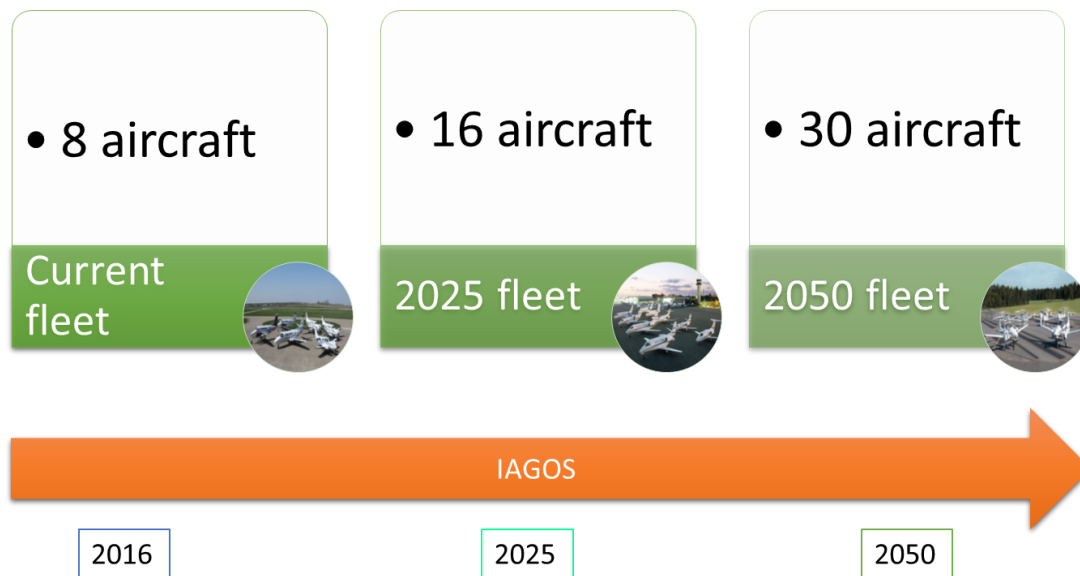 • 8 aircraft
Current
fleet
• 16 aircraft
2025 fleet
• 30 aircraft
2050 fleet
IAGOS
2016
2025
2050